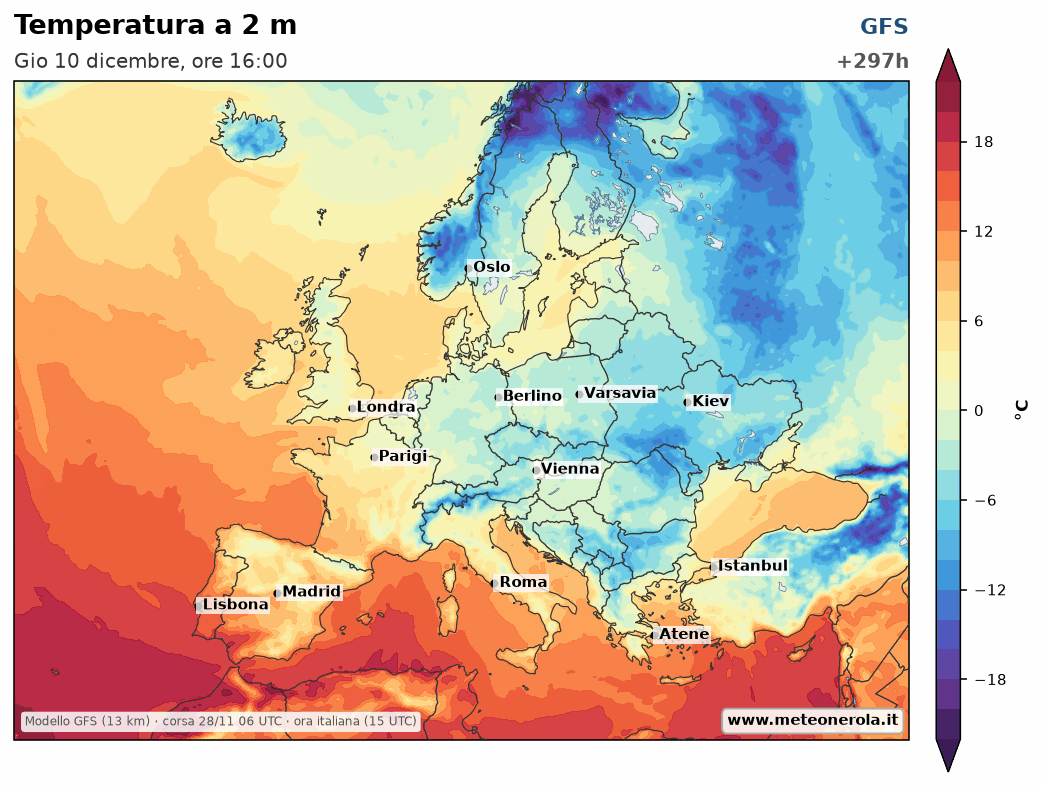 Temperatura a 2 m
GFS
Gio 10 dicembre, ore 16:00
+297h
18
12
6
0
−6
−12
−18
°C
Oslo
Berlino
Varsavia
Kiev
Londra
Parigi
Vienna
Istanbul
Roma
Madrid
Lisbona
Atene
Modello GFS (13 km) · corsa 28/11 06 UTC · ora italiana (15 UTC)
www.meteonerola.it